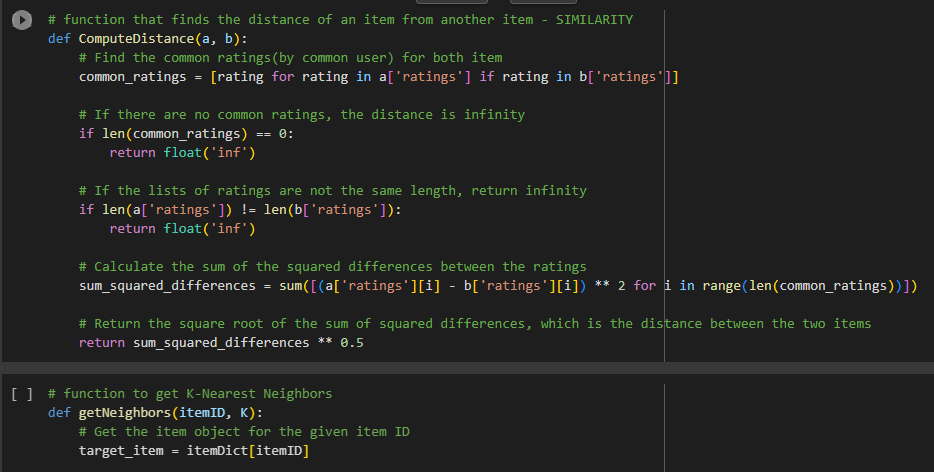 # function that finds the distance of an item from another item - SIMILARITY
def ComputeDistance(a, b):
    # Find the common ratings(by common user) for both item
    common_ratings = [rating for rating in a['ratings'] if rating in b['ratings']]

    # If there are no common ratings, the distance is infinity
    if len(common_ratings) == 0:
        return float('inf')

    # If the lists of ratings are not the same length, return infinity
    if len(a['ratings']) != len(b['ratings']):
        return float('inf')

    # Calculate the sum of the squared differences between the ratings
    sum_squared_differences = sum([(a['ratings'][i] - b['ratings'][i]) ** 2 for i in range(len(common_ratings))])

    # Return the square root of the sum of squared differences, which is the distance between the two items
    return sum_squared_differences ** 0.5

[ ] # function to get K-Nearest Neighbors
def getNeighbors(itemID, K):
    # Get the item object for the given item ID
    target_item = itemDict[itemID]